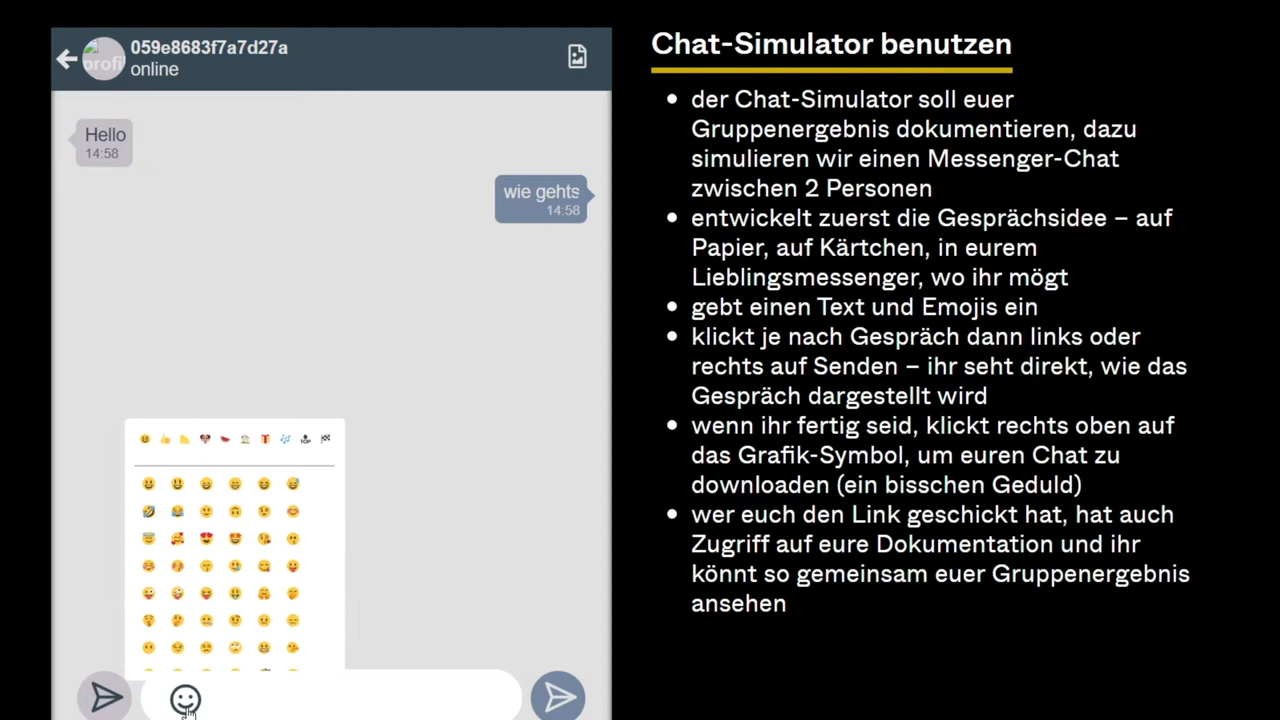 059e8683f7a7d27a
online
profi
Hello
14:58
wie gehts
14:58
Chat-Simulator benutzen
• der Chat-Simulator soll euer
Gruppenergebnis dokumentieren, dazu
simulieren wir einen Messenger-Chat
zwischen 2 Personen
• entwickelt zuerst die Gesprächsidee – auf
Papier, auf Kärtchen, in eurem
Lieblingsmessenger, wo ihr mögt
• gebt einen Text und Emojis ein
• klickt je nach Gespräch dann links oder
rechts auf Senden – ihr seht direkt, wie das
Gespräch dargestellt wird
• wenn ihr fertig seid, klickt rechts oben auf
das Grafik-Symbol, um euren Chat zu
downloaden (ein bisschen Geduld)
• wer euch den Link geschickt hat, hat auch
Zugriff auf eure Dokumentation und ihr
könnt so gemeinsam euer Gruppenergebnis
ansehen